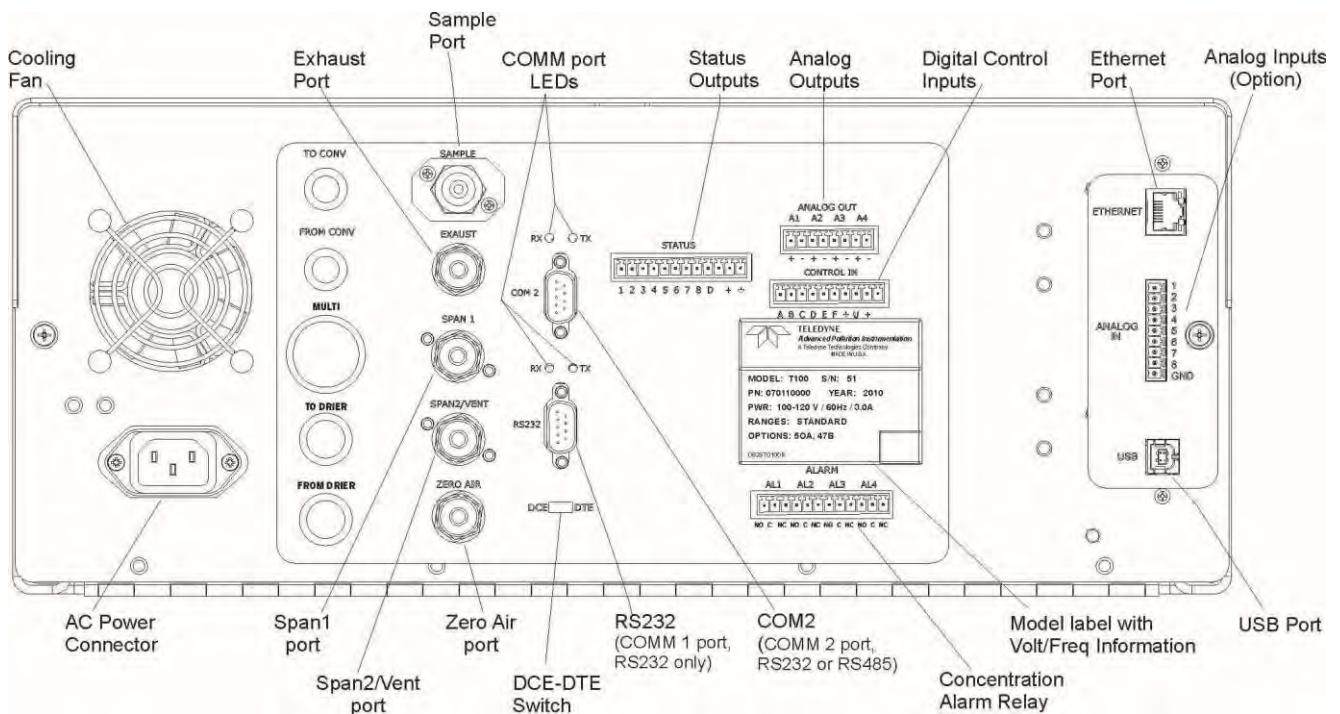 Cooling
Fan
Exhaust
Port
Sample
Port
COMM port
LEDs
Status
Outputs
Analog
Outputs
Digital Control
Inputs
Ethernet
Port
Analog Inputs
(Option)
TO CONV
FROM CONV
MULTI
TO DRIER
FROM DRIER
SAMPLE
EXAUST
SPAN 1
SPAN2/VENT
ZERO AIR
RX TX
COM 2
RX TX
RS232
DCE DTE
STATUS
1 2 3 4 5 6 7 8 D + ⏚
ANALOG OUT
A1 A2 A3 A4
+ - + - + - + -
CONTROL IN
A B C D E F ⏚ U +
TELEDYNE
Advanced Pollution Instrumentation
A Teledyne Technologies Company
MADE IN U.S.A.
MODEL: T100 S/N: 51
PN: 070110000 YEAR: 2010
PWR: 100-120 V / 60Hz / 3.0A
RANGES: STANDARD
OPTIONS: 50A, 47B
ALARM
AL1 AL2 AL3 AL4
NO C NC NO C NC NO C NC NO C NC
ETHERNET
ANALOG
IN
1
2
3
4
5
6
7
8
GND
USB
AC Power
Connector
Span1
port
Span2/Vent
port
Zero Air
port
DCE-DTE
Switch
RS232
(COMM 1 port,
RS232 only)
COM2
(COMM 2 port,
RS232 or RS485)
Concentration
Alarm Relay
Model label with
Volt/Freq Information
USB Port